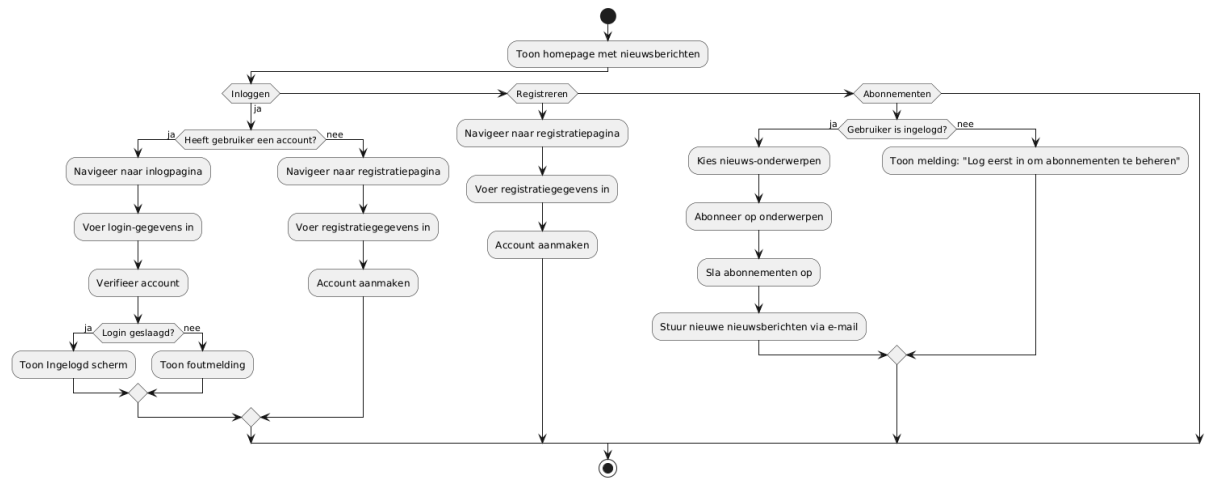 Toon homepage met nieuwsberichten
Inloggen
Registreren
Abonnementen
ja
Heeft gebruiker een account?
ja
nee
Navigeer naar inlogpagina
Voer login-gegevens in
Verifieer account
Login geslaagd?
ja
nee
Toon Ingelogd scherm
Toon foutmelding
Navigeer naar registratiepagina
Voer registratiegegevens in
Account aanmaken
Navigeer naar registratiepagina
Voer registratiegegevens in
Account aanmaken
Gebruiker is ingelogd?
ja
nee
Kies nieuws-onderwerpen
Abonneer op onderwerpen
Sla abonnementen op
Stuur nieuwe nieuwsberichten via e-mail
Toon melding: "Log eerst in om abonnementen te beheren"